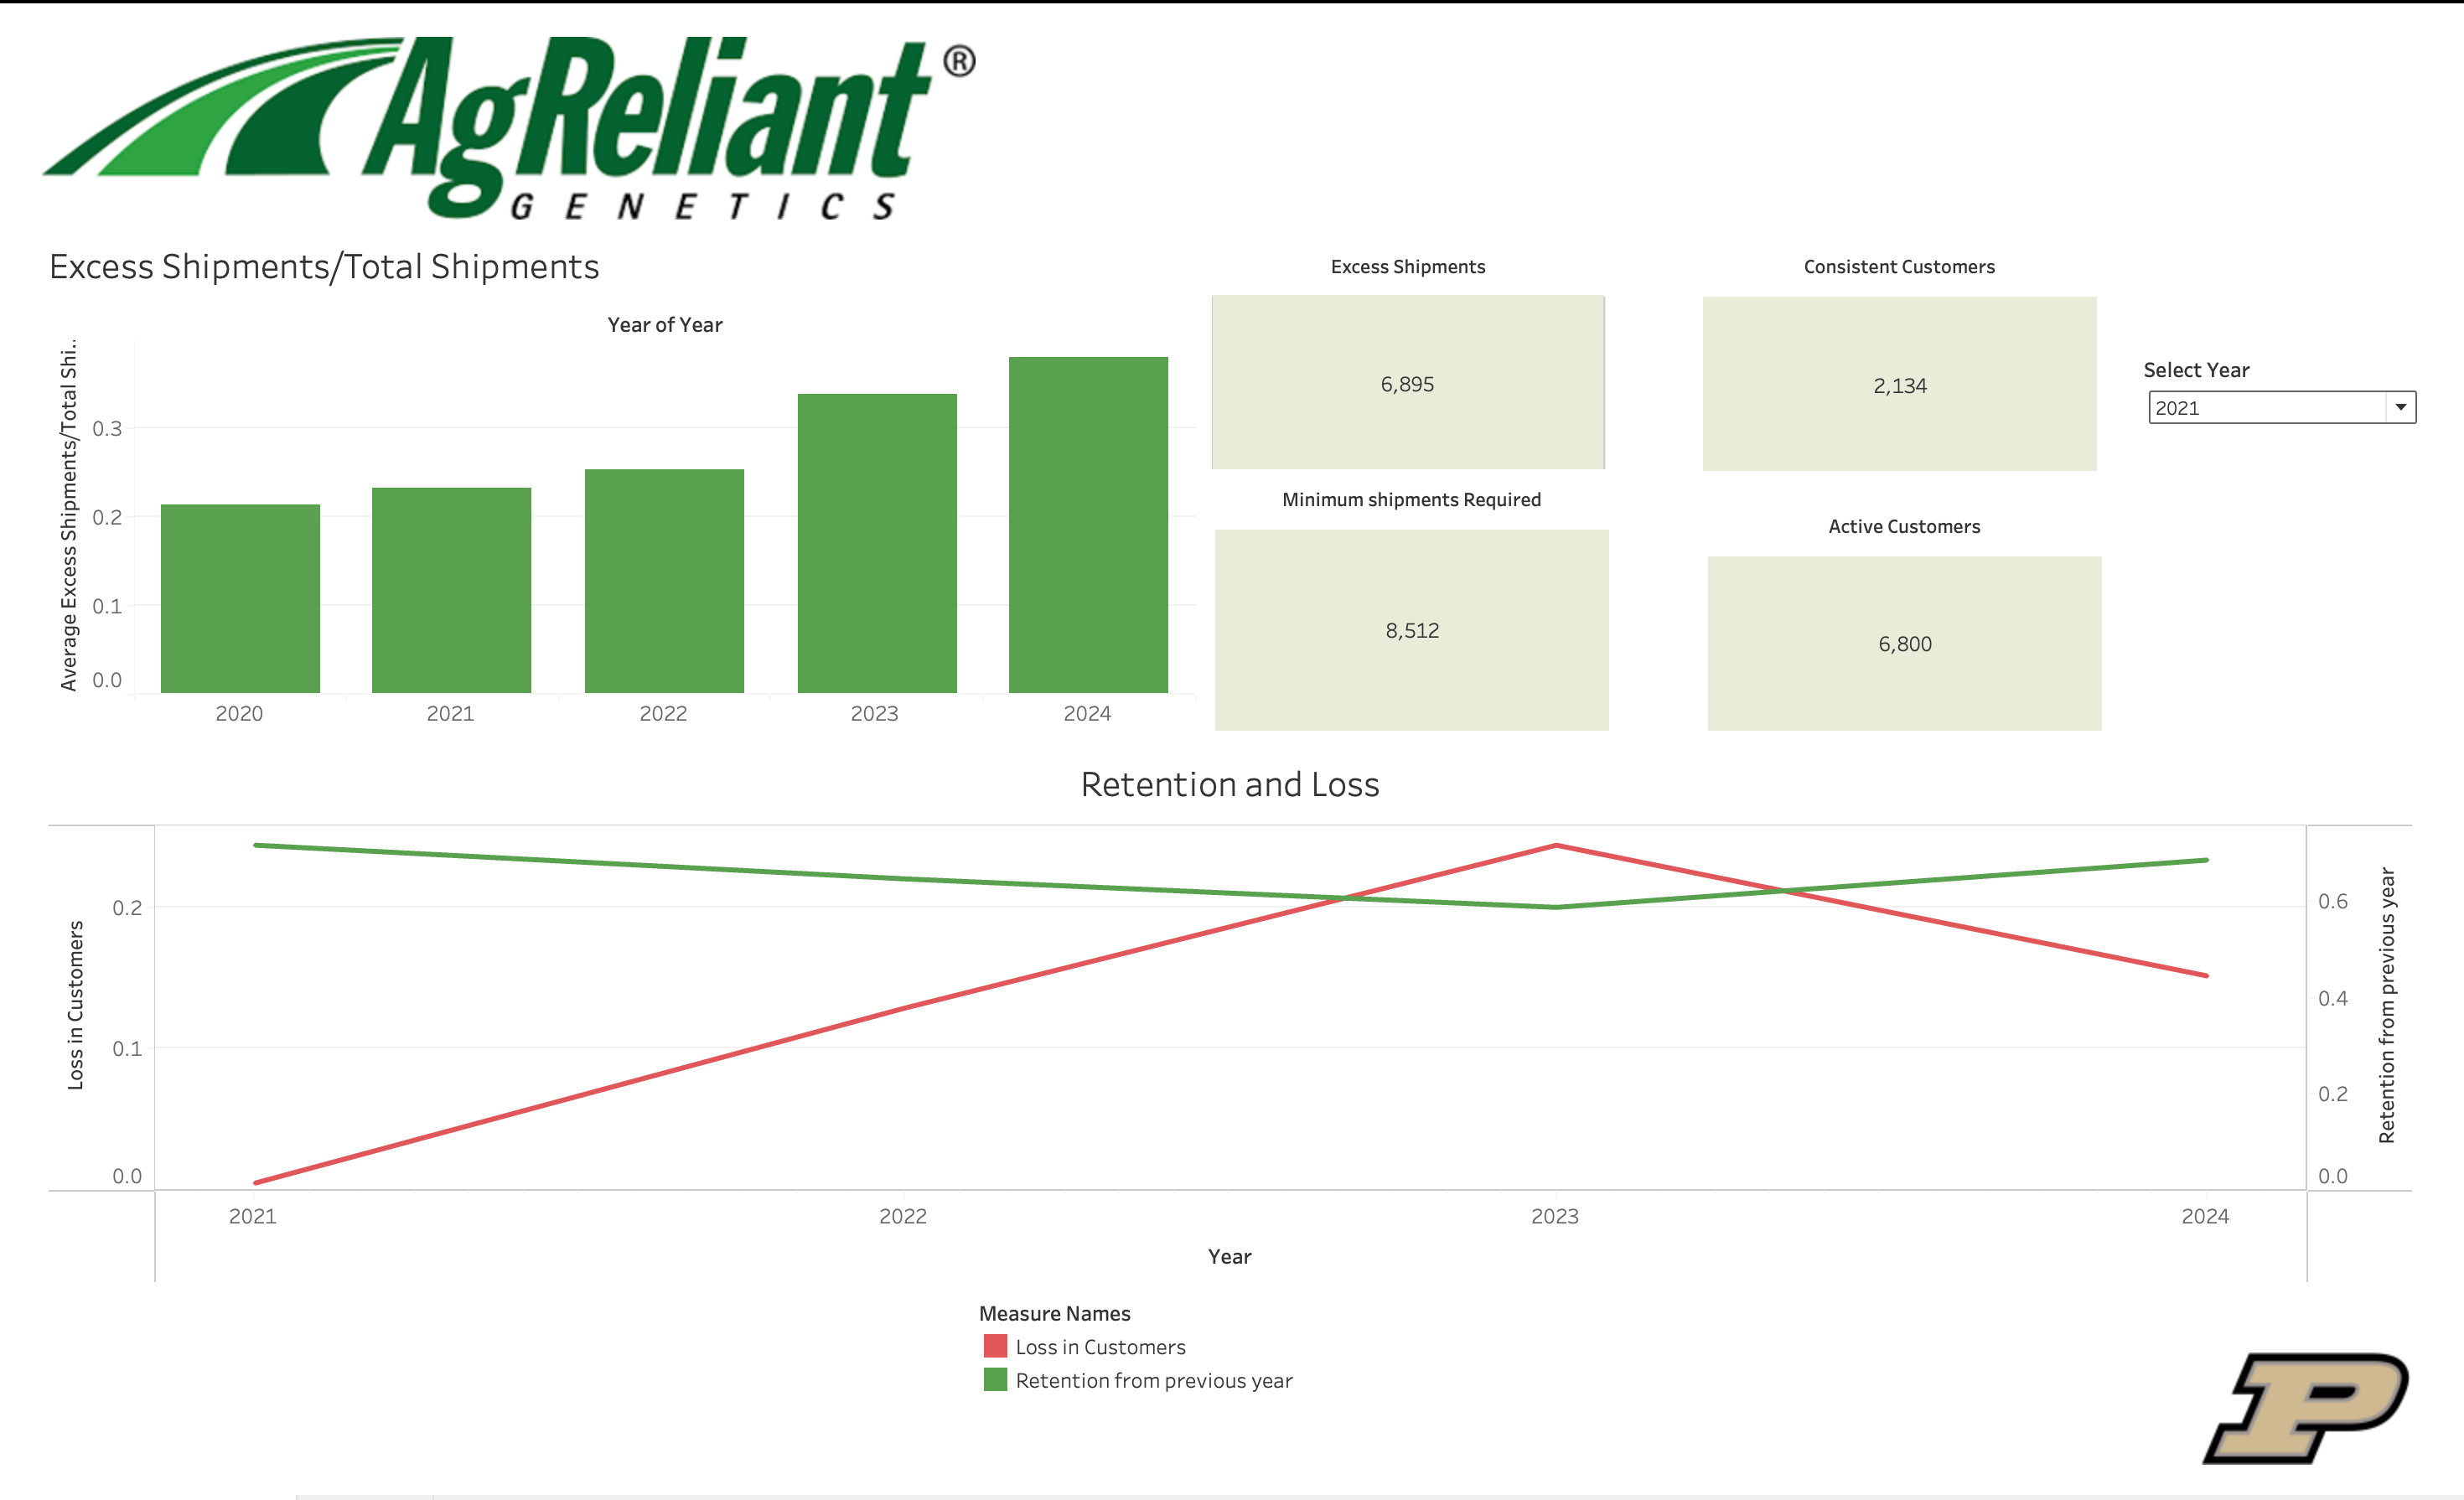 AgReliant®
GENETICS
Excess Shipments/Total Shipments
Year of Year
Average Excess Shipments/Total Shi..
0.3
0.2
0.1
0.0
2020 2021 2022 2023 2024
Excess Shipments
6,895
Consistent Customers
2,134
Minimum shipments Required
8,512
Active Customers
6,800
Select Year
2021
Retention and Loss
Loss in Customers
0.2
0.1
0.0
Retention from previous year
0.6
0.4
0.2
0.0
2021 2022 2023 2024
Year
Measure Names
Loss in Customers
Retention from previous year
P